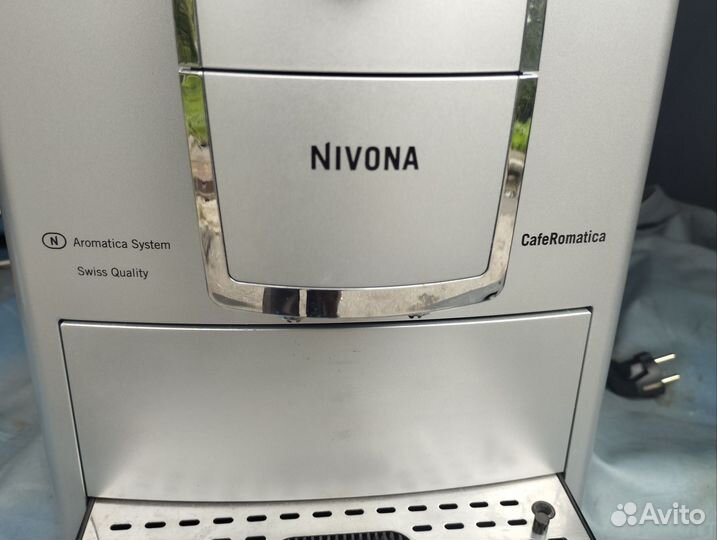 NIVONA
N Aromatica System
Swiss Quality
CafeRomatica
Avito